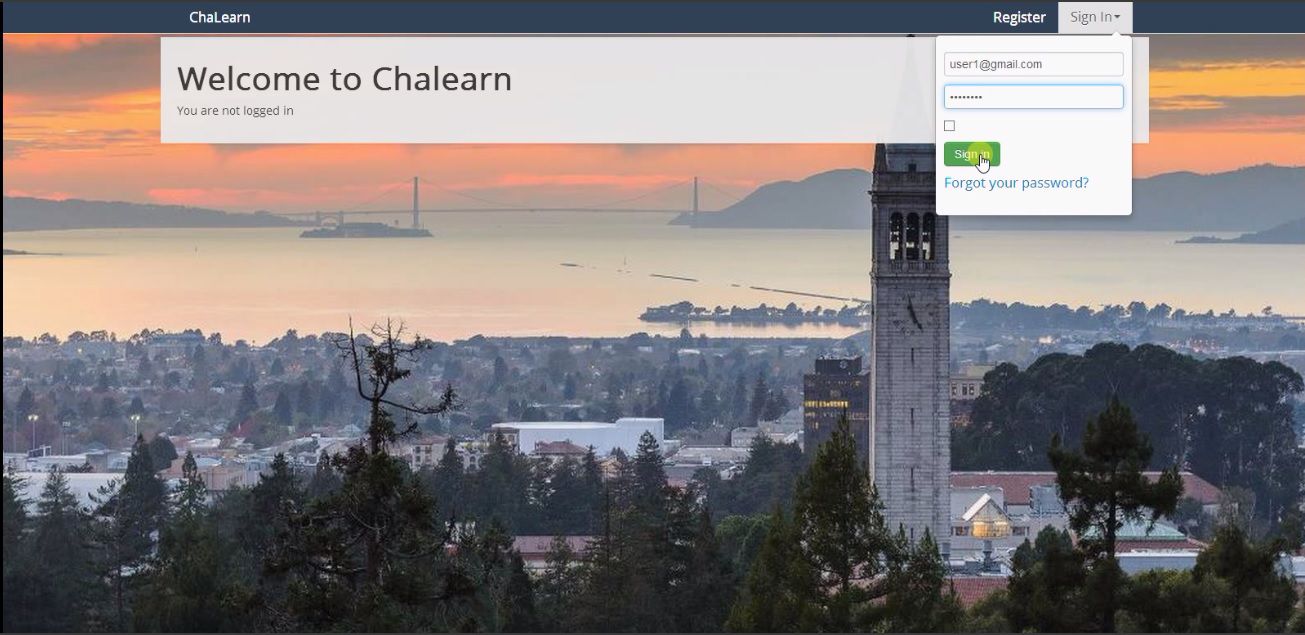 ChaLearn
Register
Sign In
Welcome to Chalearn
You are not logged in
user1@gmail.com
••••••••
Sign in
Forgot your password?